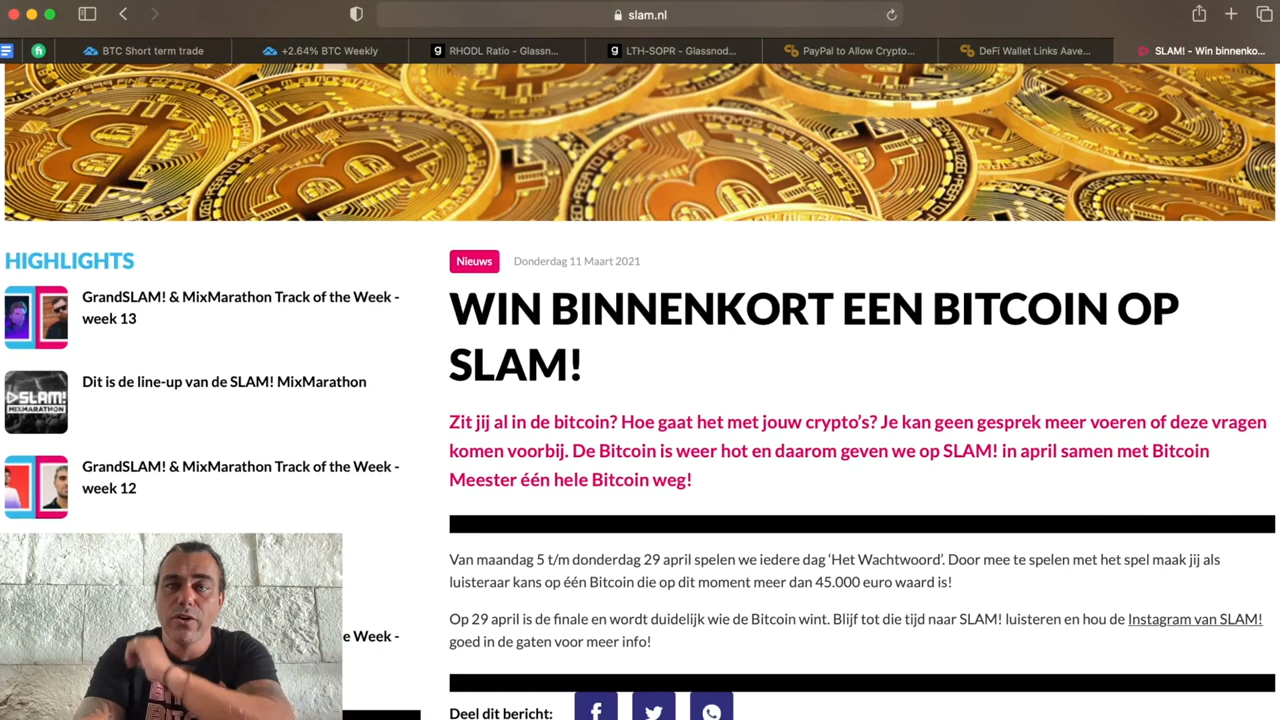 slam.nl
BTC Short term trade
+2.64% BTC Weekly
RHODL Ratio - Glassn...
LTH-SOPR - Glassnod...
PayPal to Allow Crypto...
DeFi Wallet Links Aave...
SLAM! - Win binnenko...
HIGHLIGHTS
GrandSLAM! & MixMarathon Track of the Week -
week 13
SLAM!
MIXMARATHON
Dit is de line-up van de SLAM! MixMarathon
GrandSLAM! & MixMarathon Track of the Week -
week 12
e Week -
Nieuws
Donderdag 11 Maart 2021
WIN BINNENKORT EEN BITCOIN OP
SLAM!
Zit jij al in de bitcoin? Hoe gaat het met jouw crypto's? Je kan geen gesprek meer voeren of deze vragen
komen voorbij. De Bitcoin is weer hot en daarom geven we op SLAM! in april samen met Bitcoin
Meester één hele Bitcoin weg!
Van maandag 5 t/m donderdag 29 april spelen we iedere dag ‘Het Wachtwoord’. Door mee te spelen met het spel maak jij als
luisteraar kans op één Bitcoin die op dit moment meer dan 45.000 euro waard is!
Op 29 april is de finale en wordt duidelijk wie de Bitcoin wint. Blijf tot die tijd naar SLAM! luisteren en hou de Instagram van SLAM!
goed in de gaten voor meer info!
Deel dit bericht: